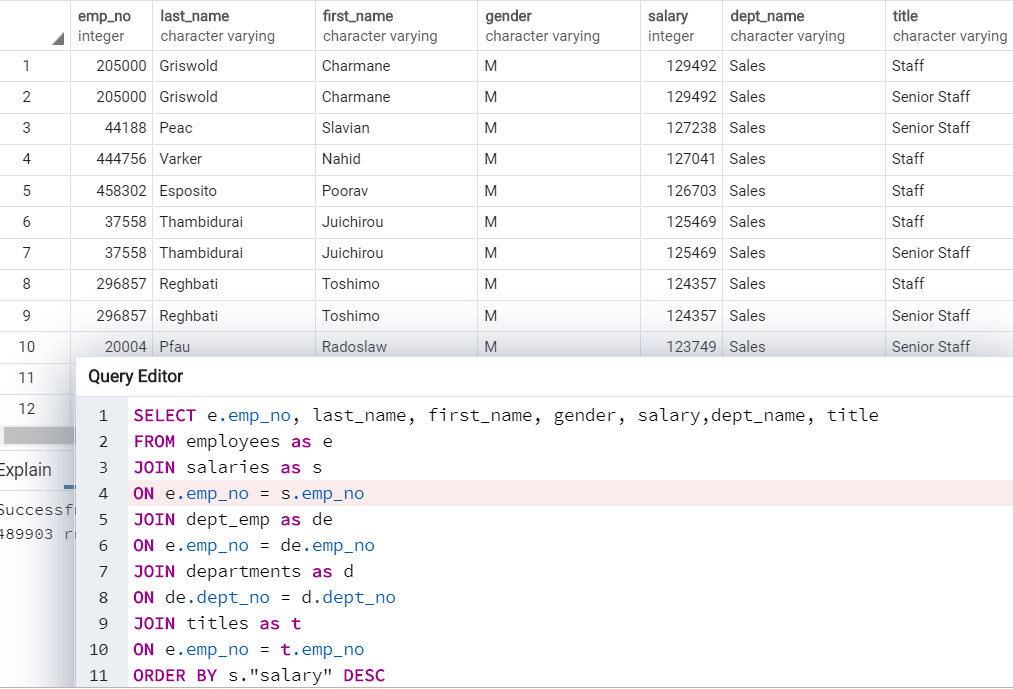 emp_no last_name first_name gender salary dept_name title
integer character varying character varying character varying integer character varying character varying
1 205000 Griswold Charmane M 129492 Sales Staff
2 205000 Griswold Charmane M 129492 Sales Senior Staff
3 44188 Peac Slavian M 127238 Sales Senior Staff
4 444756 Varker Nahid M 127041 Sales Staff
5 458302 Esposito Poorav M 126703 Sales Staff
6 37558 Thambidurai Juichirou M 125469 Sales Staff
7 37558 Thambidurai Juichirou M 125469 Sales Senior Staff
8 296857 Reghbati Toshimo M 124357 Sales Staff
9 296857 Reghbati Toshimo M 124357 Sales Senior Staff
10 20004 Pfau Radoslaw M 123749 Sales Senior Staff
11
12
Explain
Successf
489903 r
Query Editor
1 SELECT e.emp_no, last_name, first_name, gender, salary,dept_name, title
2 FROM employees as e
3 JOIN salaries as s
4 ON e.emp_no = s.emp_no
5 JOIN dept_emp as de
6 ON e.emp_no = de.emp_no
7 JOIN departments as d
8 ON de.dept_no = d.dept_no
9 JOIN titles as t
10 ON e.emp_no = t.emp_no
11 ORDER BY s."salary" DESC